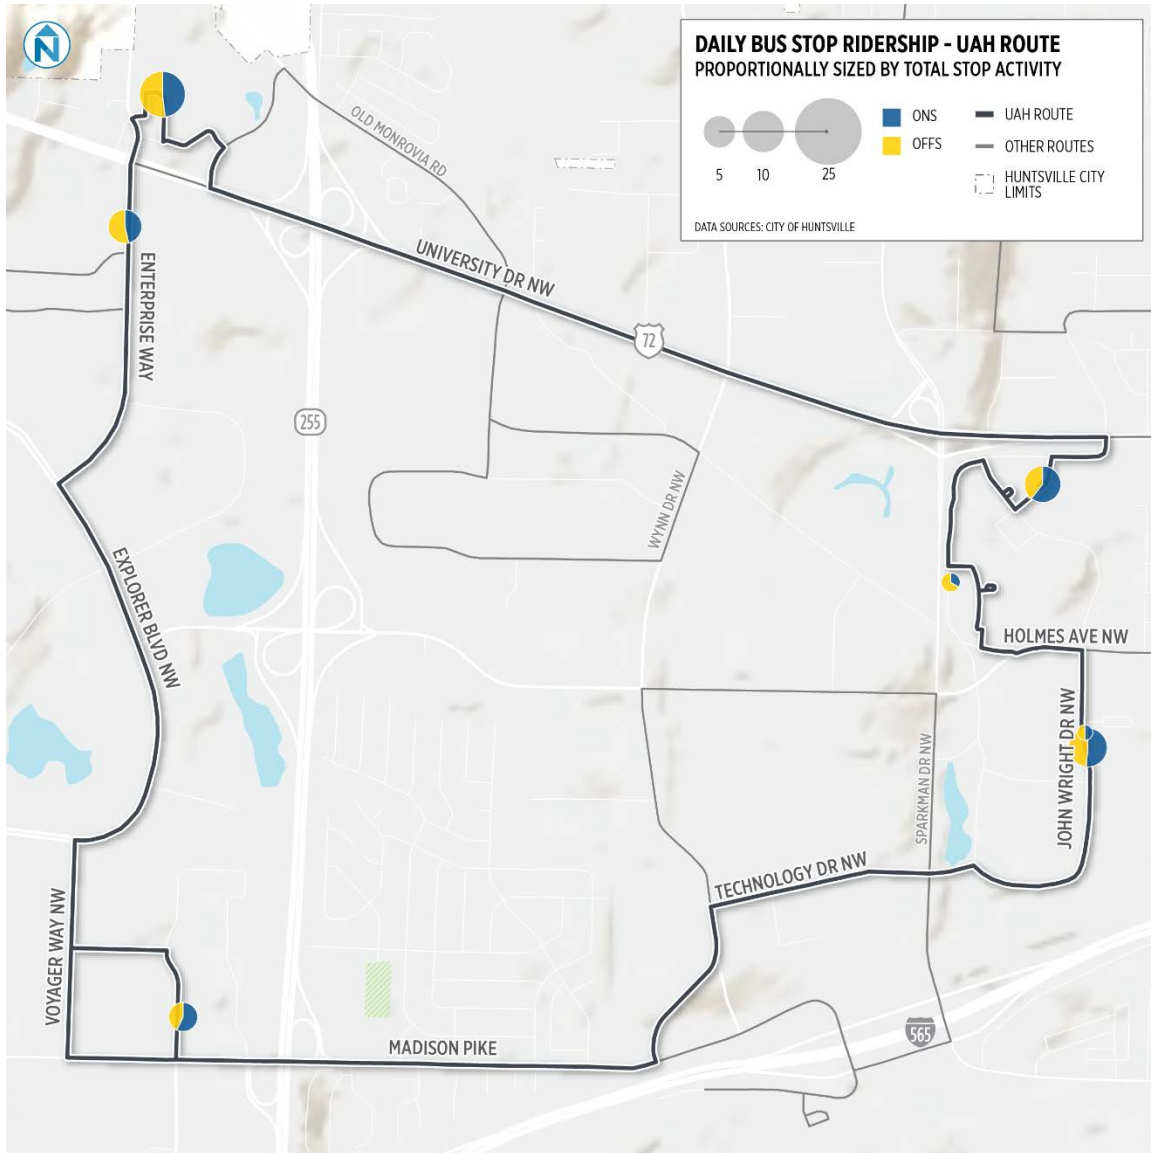 N
DAILY BUS STOP RIDERSHIP - UAH ROUTE
PROPORTIONALLY SIZED BY TOTAL STOP ACTIVITY
5
10
25
ONS
OFFS
UAH ROUTE
OTHER ROUTES
HUNTSVILLE CITY
LIMITS
DATA SOURCES: CITY OF HUNTSVILLE
OLD MONROVIA RD
UNIVERSITY DR NW
ENTERPRISE WAY
72
255
WYNN DR NW
EXPLORER BLVD NW
HOLMES AVE NW
JOHN WRIGHT DR NW
SPARKMAN DR NW
TECHNOLOGY DR NW
VOYAGER WAY NW
MADISON PIKE
565